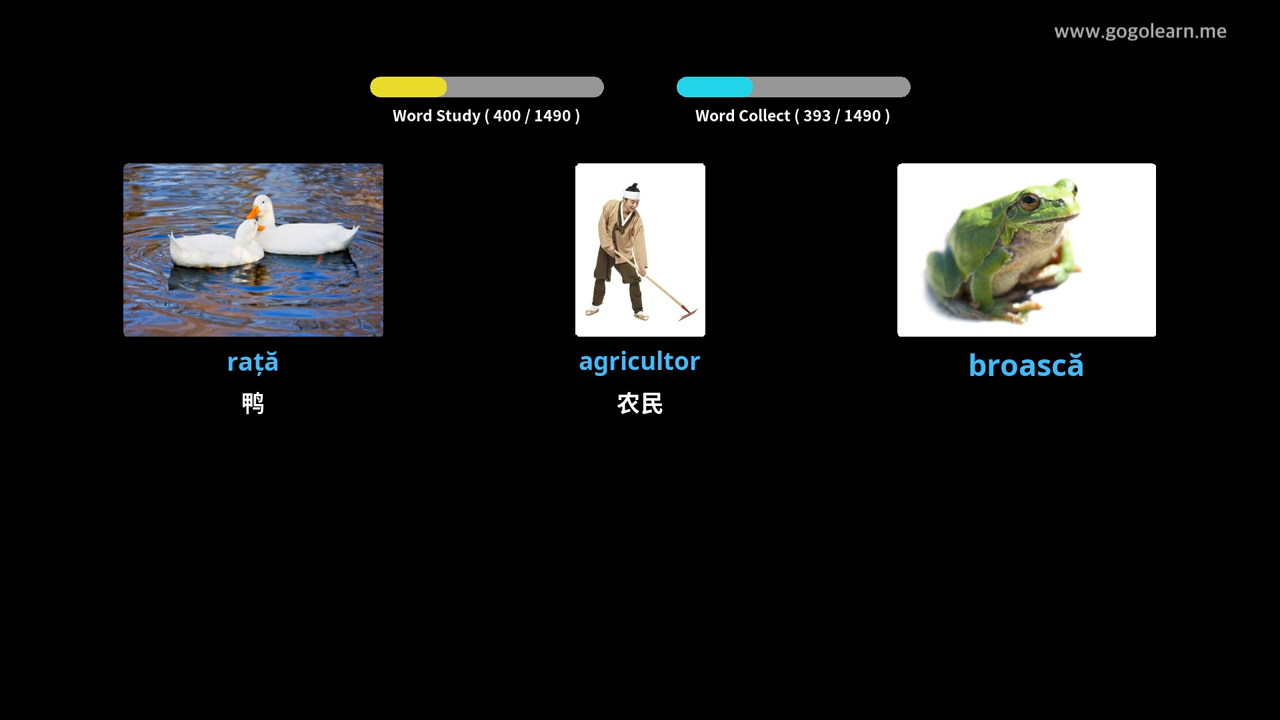 www.gogolearn.me
Word Study ( 400 / 1490 )
Word Collect ( 393 / 1490 )
rață
鸭
agricultor
农民
broască